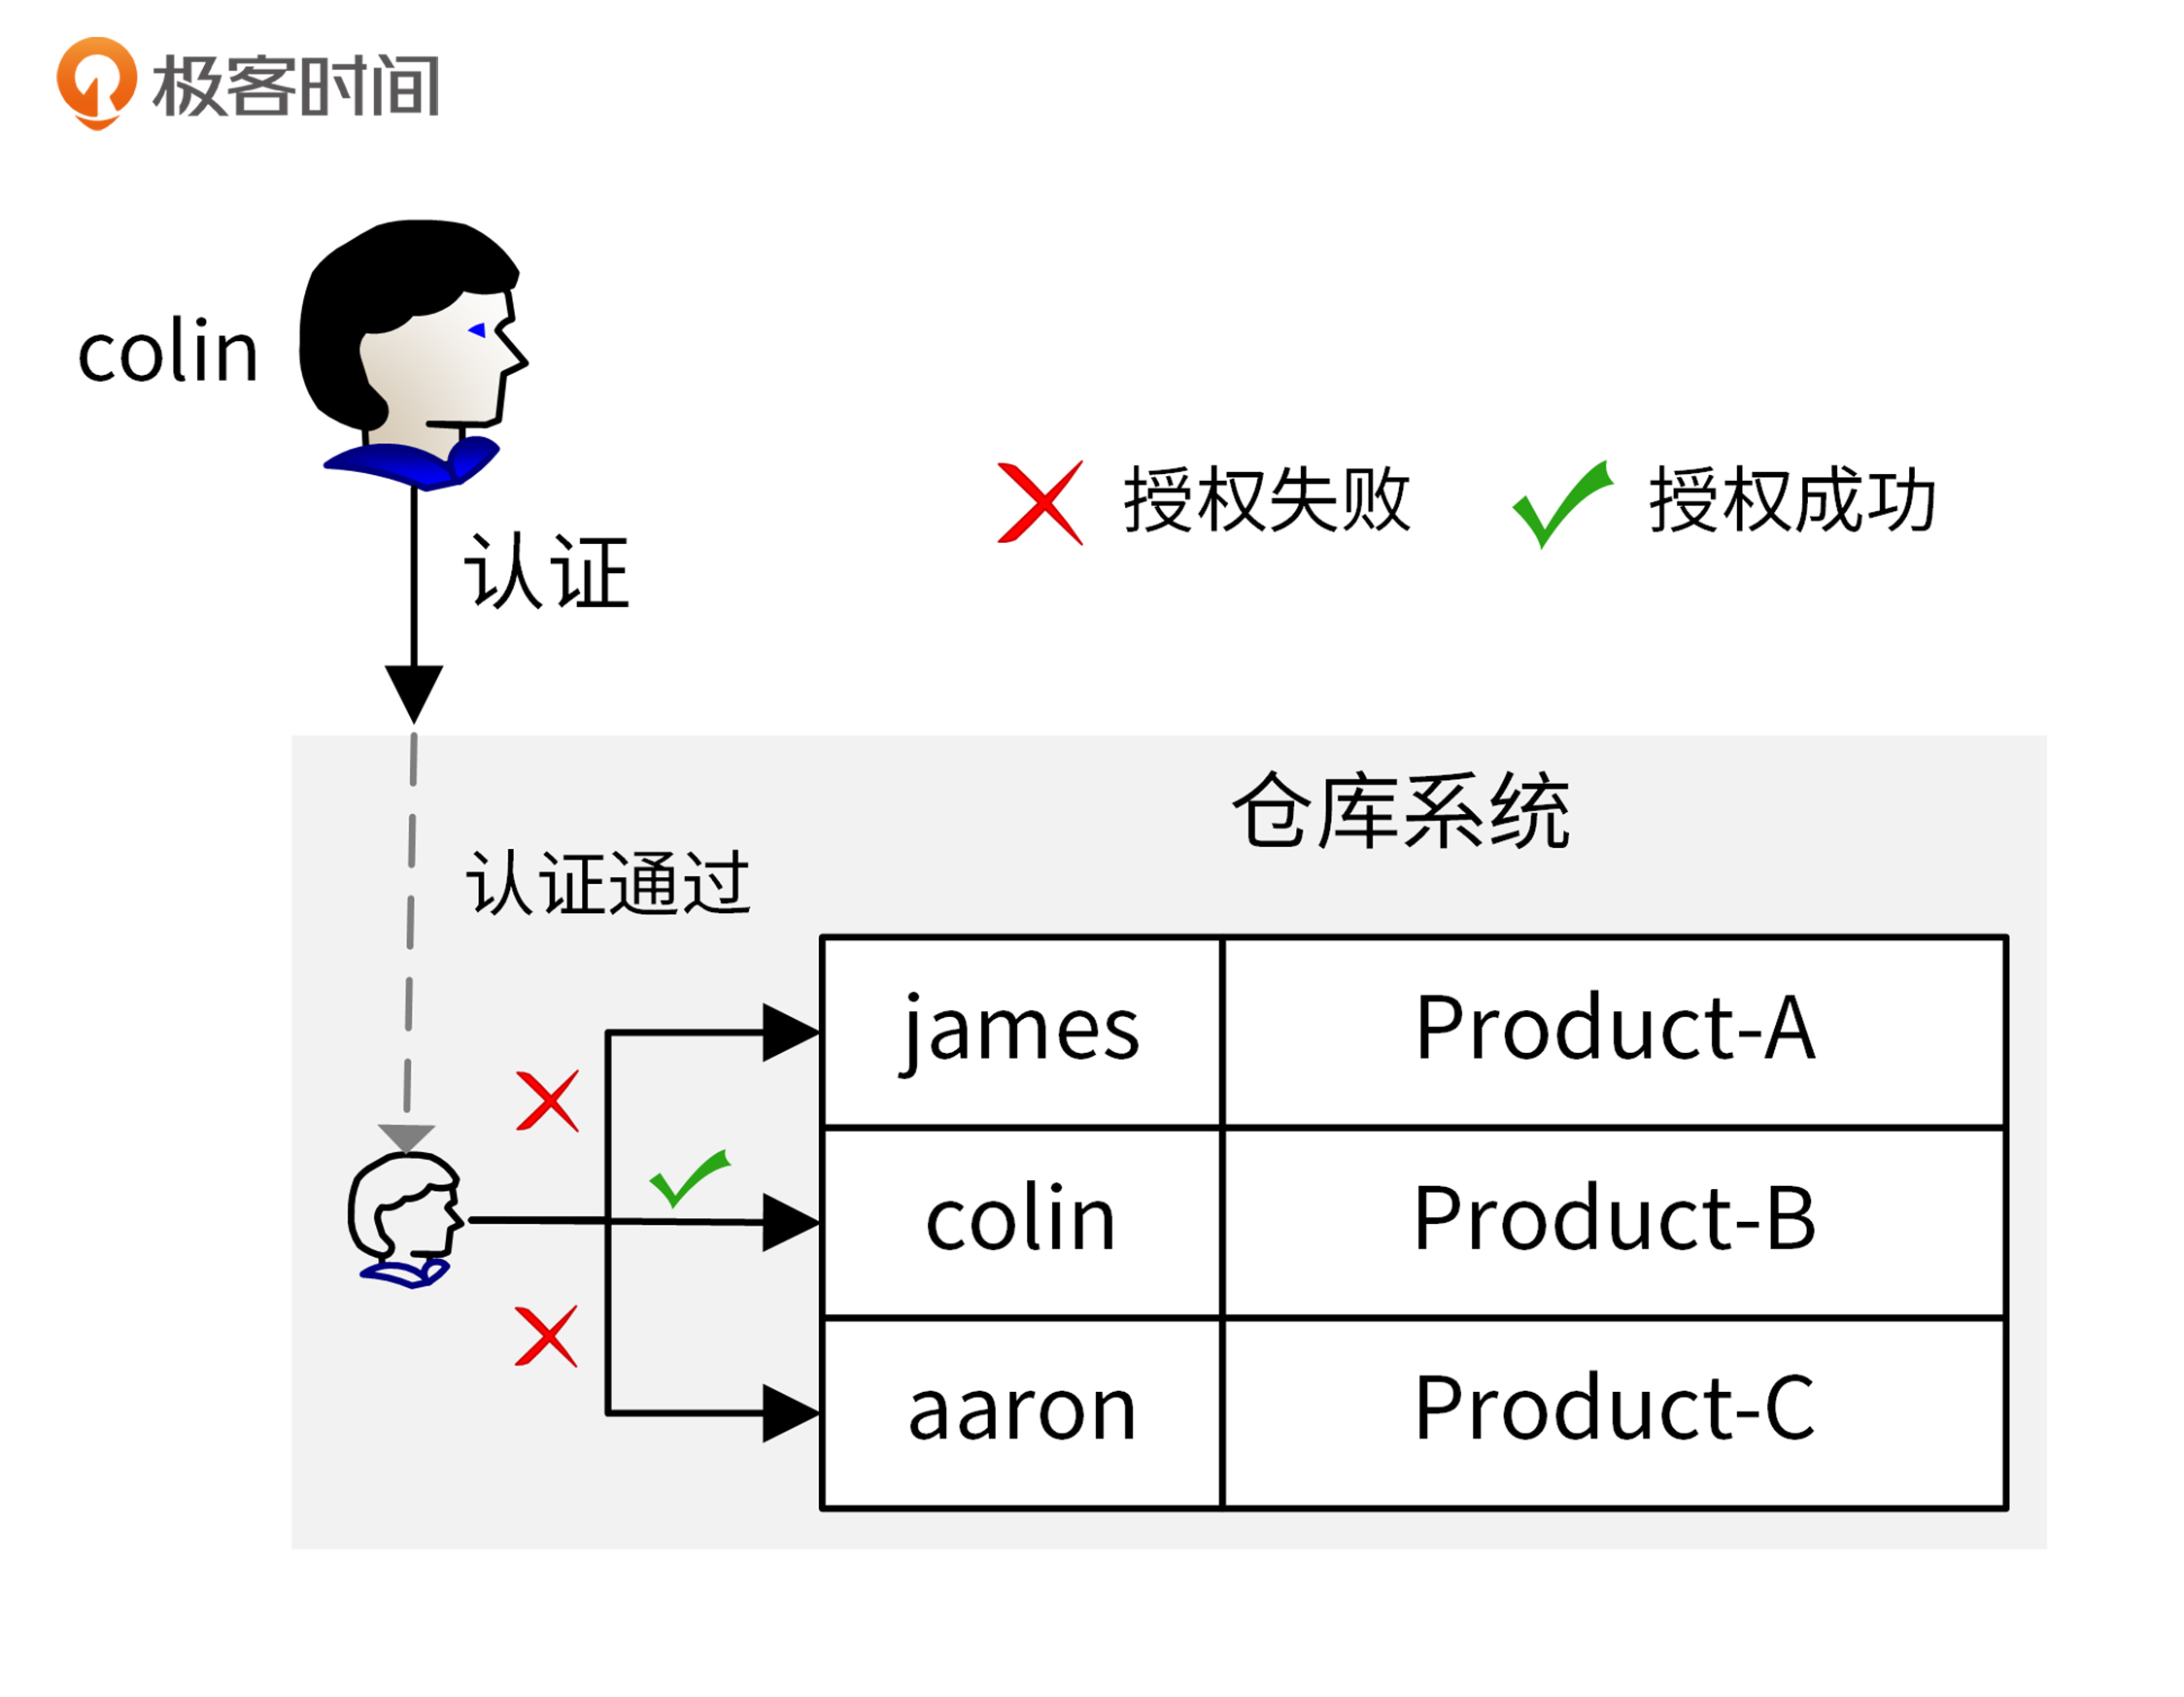 极客时间
colin
授权失败
授权成功
认证
仓库系统
认证通过
james
Product-A
colin
Product-B
aaron
Product-C